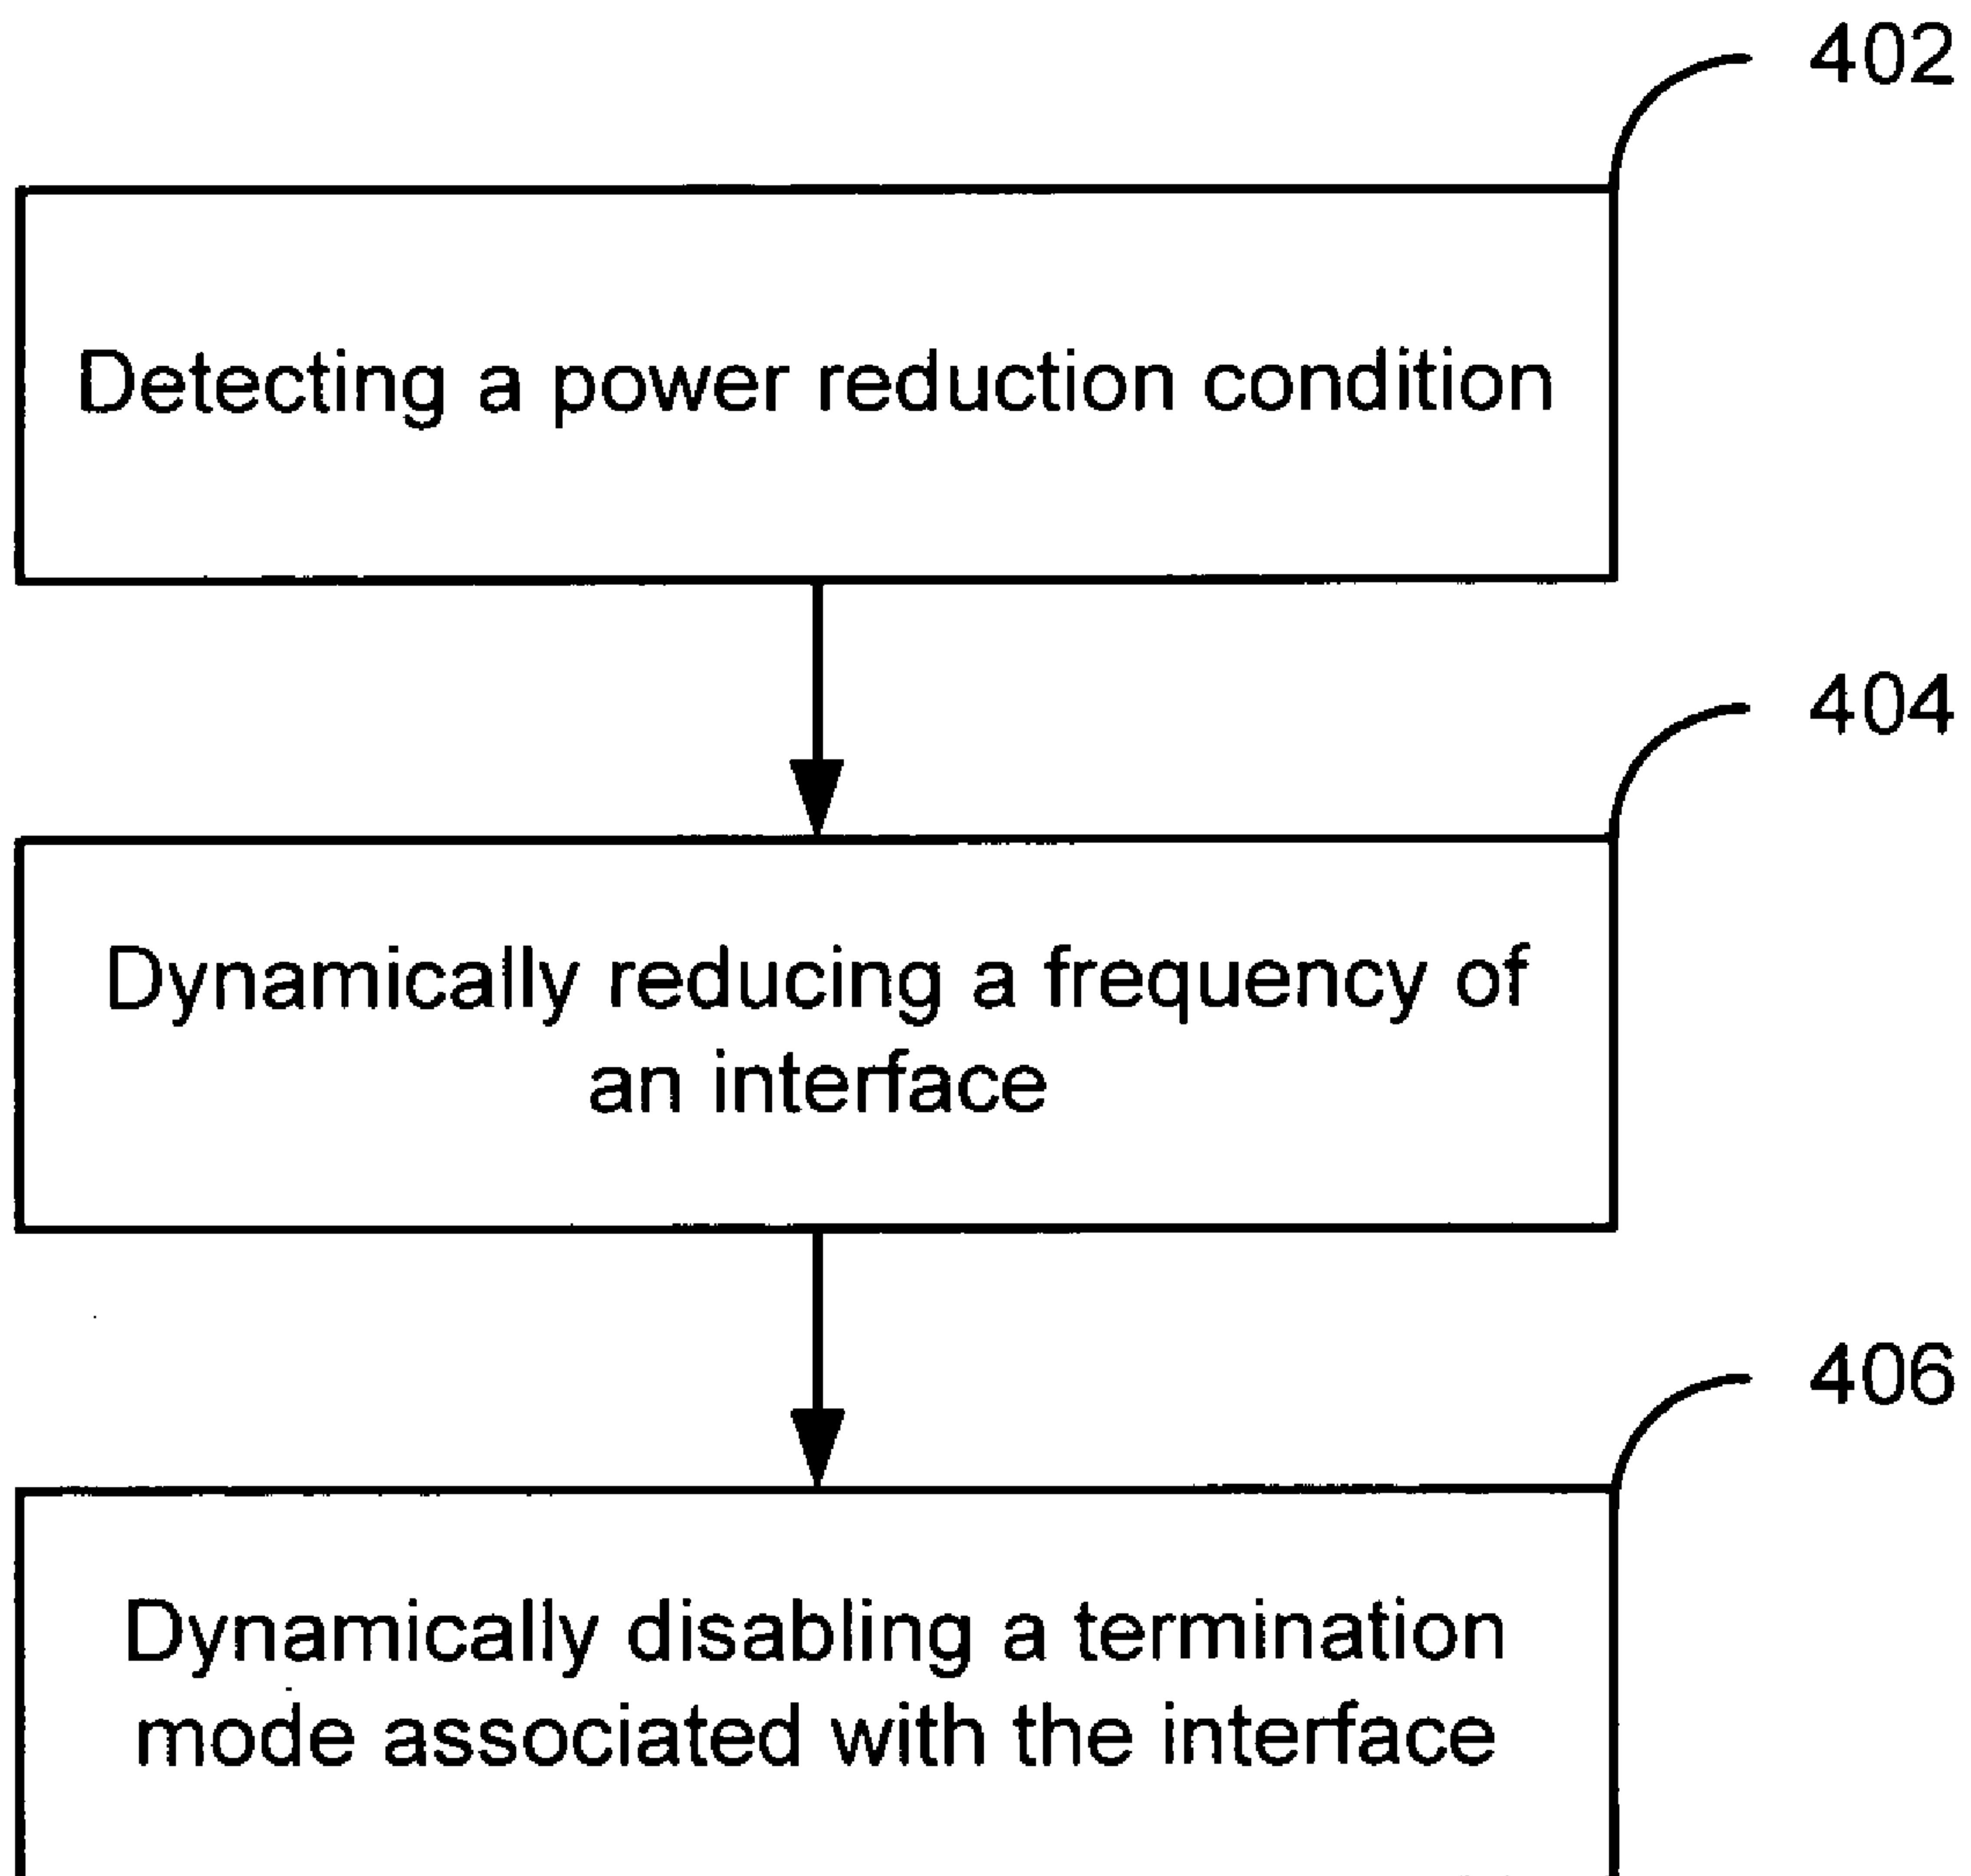 402
Detecting a power reduction condition
404
Dynamically reducing a frequency of
an interface
406
Dynamically disabling a termination
mode associated with the interface